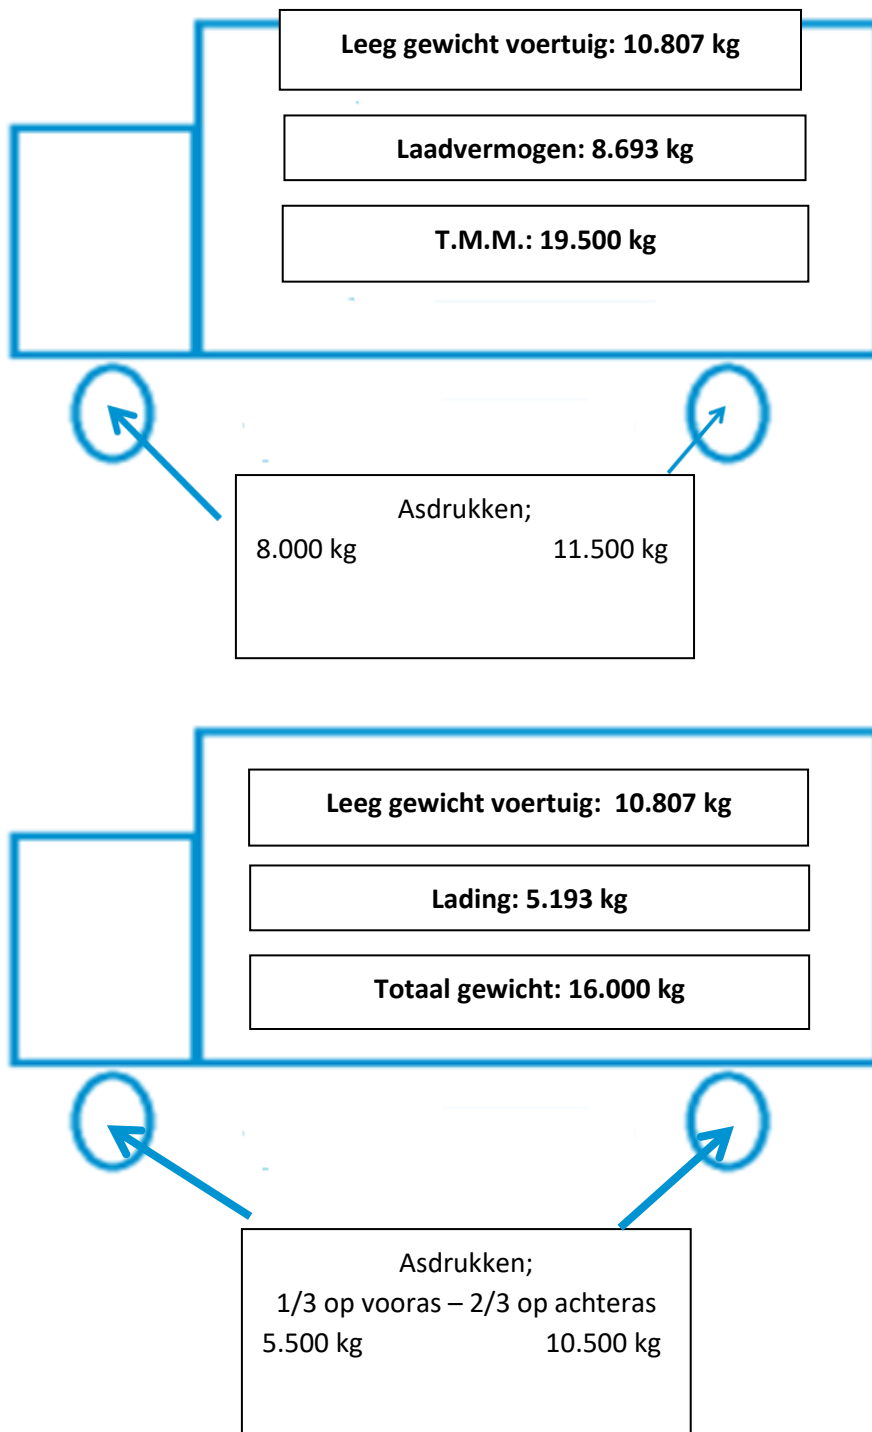 Leeg gewicht voertuig: 10.807 kg
Laadvermogen: 8.693 kg
T.M.M.: 19.500 kg
Asdrukken;
8.000 kg 11.500 kg
Leeg gewicht voertuig: 10.807 kg
Lading: 5.193 kg
Totaal gewicht: 16.000 kg
Asdrukken;
1/3 op vooras – 2/3 op achteras
5.500 kg 10.500 kg